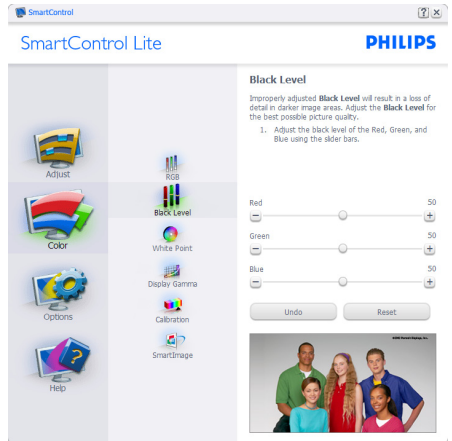 SmartControl
SmartControl Lite
PHILIPS
Adjust
Color
Options
Help
RGB
Black Level
White Point
Display Gamma
Calibration
SmartImage
Black Level
Improperly adjusted Black Level will result in a loss of
detail in darker image areas. Adjust the Black Level for
the best possible picture quality.
1. Adjust the black level of the Red, Green, and
Blue using the slider bars.
Red 50
Green 50
Blue 50
Undo Reset